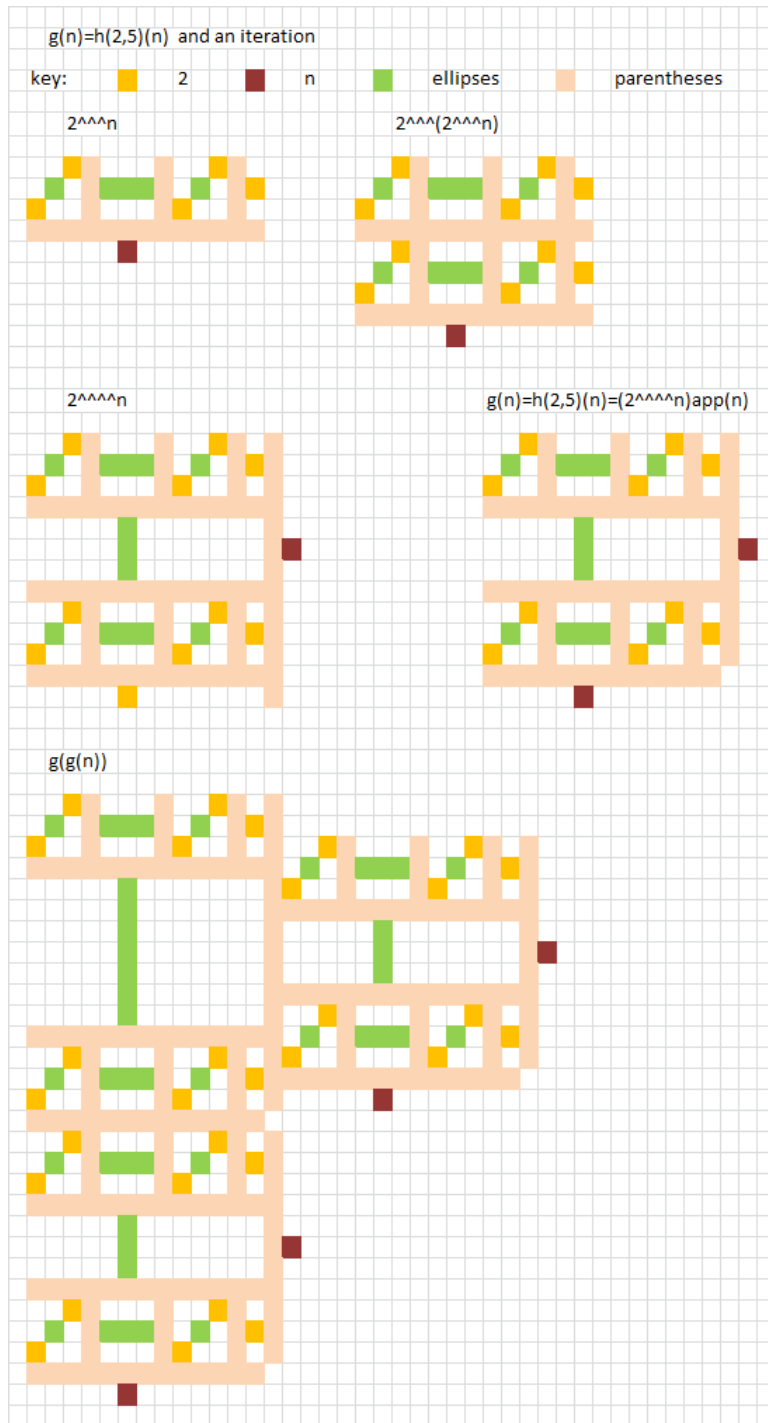 g(n)=h(2,5)(n) and an iteration
key: 2 n ellipses parentheses
2^^^n 2^^^(2^^^n)
2^^^^n g(n)=h(2,5)(n)=(2^^^^n)app(n)
g(g(n))